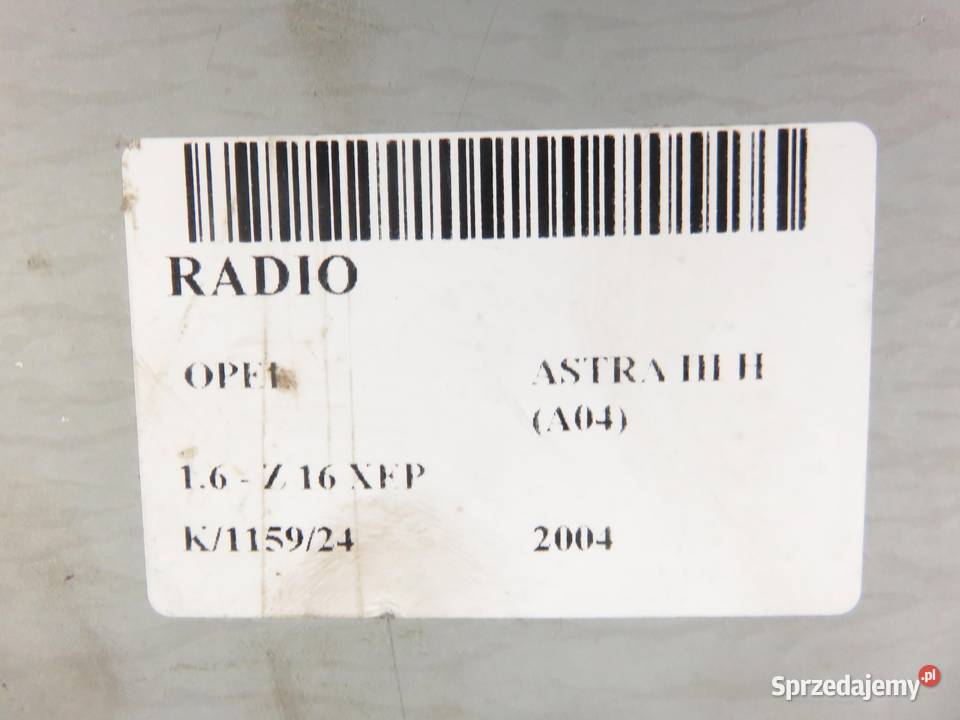 RADIO
OPEL ASTRA III H
(A04)
1.6 - Z 16 XEP
K/1159/24 2004
Sprzedajemy.pl